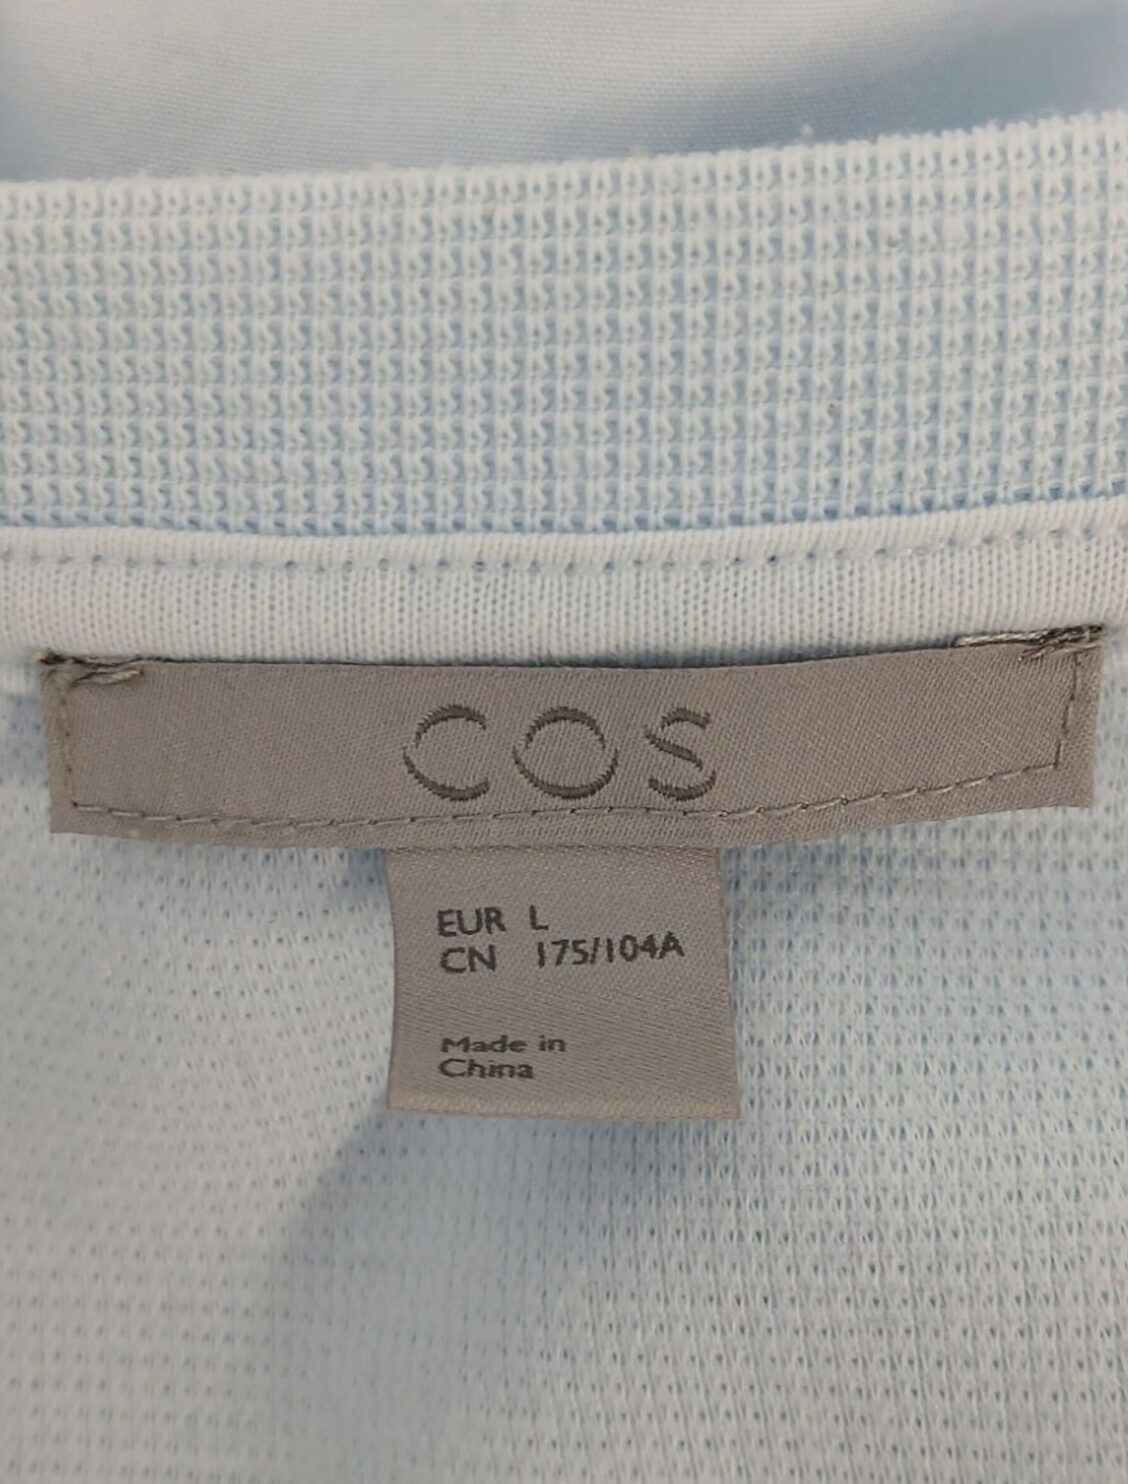 COS
EUR L
CN 175/104A
Made in
China